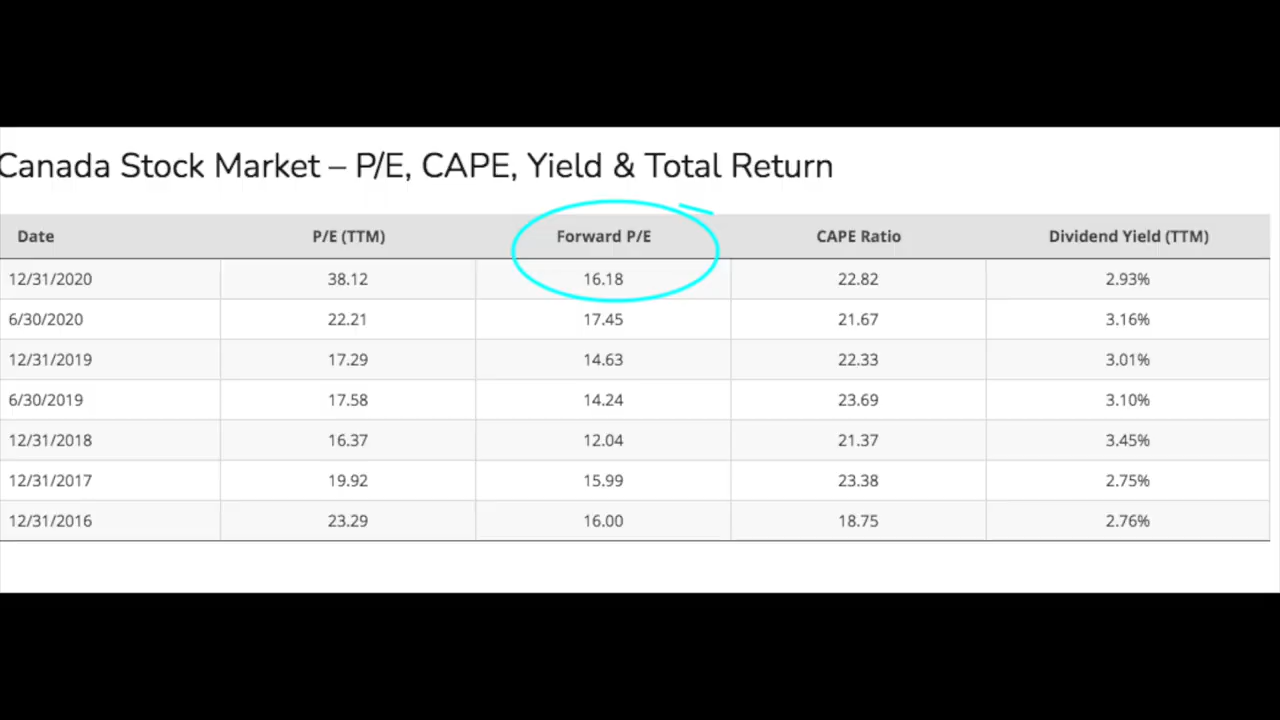 Canada Stock Market – P/E, CAPE, Yield & Total Return
Date P/E (TTM) Forward P/E CAPE Ratio Dividend Yield (TTM)
12/31/2020 38.12 16.18 22.82 2.93%
6/30/2020 22.21 17.45 21.67 3.16%
12/31/2019 17.29 14.63 22.33 3.01%
6/30/2019 17.58 14.24 23.69 3.10%
12/31/2018 16.37 12.04 21.37 3.45%
12/31/2017 19.92 15.99 23.38 2.75%
12/31/2016 23.29 16.00 18.75 2.76%